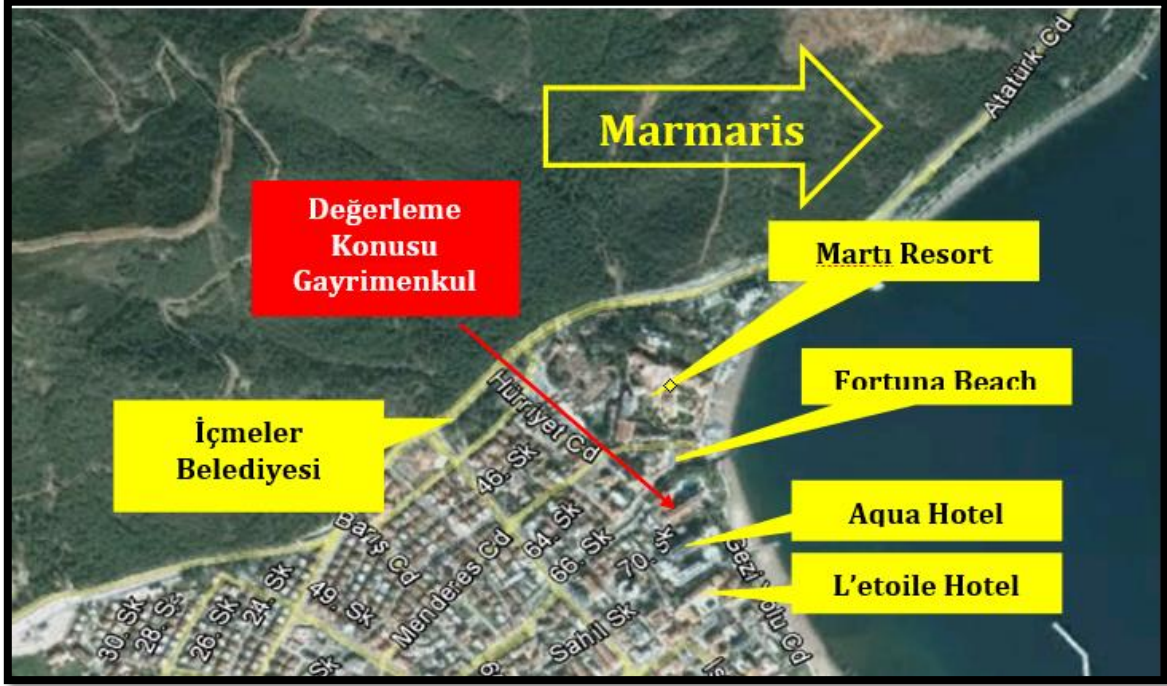 Atatürk Cd
Marmaris
Değerleme
Konusu
Gayrimenkul
Martı Resort
Fortuna Beach
Hürriyet Cd
İçmeler
Belediyesi
46. Sk
Barış Cd
64. Sk
66. Sk
70. Sk
Aqua Hotel
L'etoile Hotel
Menderes Cd
Gezi Yolu Cd
49. Sk
24. Sk
26. Sk
28. Sk
30. Sk
Sahil Sk
Sk